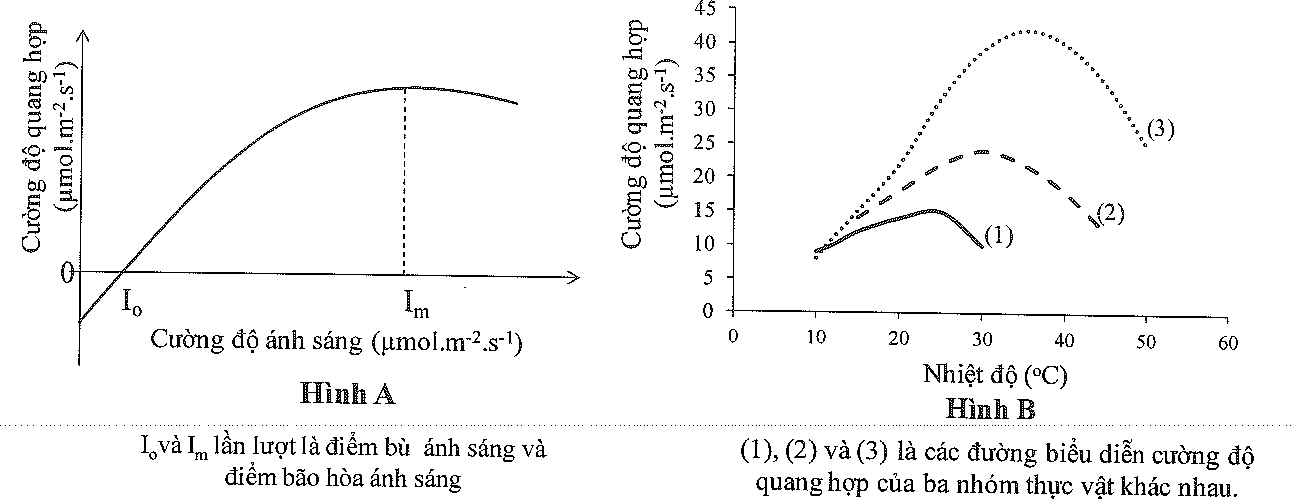 Cường độ quang hợp
(μmol.m-2.s-1)
0
Io
Im
Cường độ ánh sáng (μmol.m-2.s-1)
Hình A
Io và Im lần lượt là điểm bù ánh sáng và
điểm bão hòa ánh sáng
Cường độ quang hợp
(μmol.m-2.s-1)
45
40
35
30
25
20
15
10
5
0
(3)
(2)
(1)
0 10 20 30 40 50 60
Nhiệt độ (oC)
Hình B
(1), (2) và (3) là các đường biểu diễn cường độ
quang hợp của ba nhóm thực vật khác nhau.